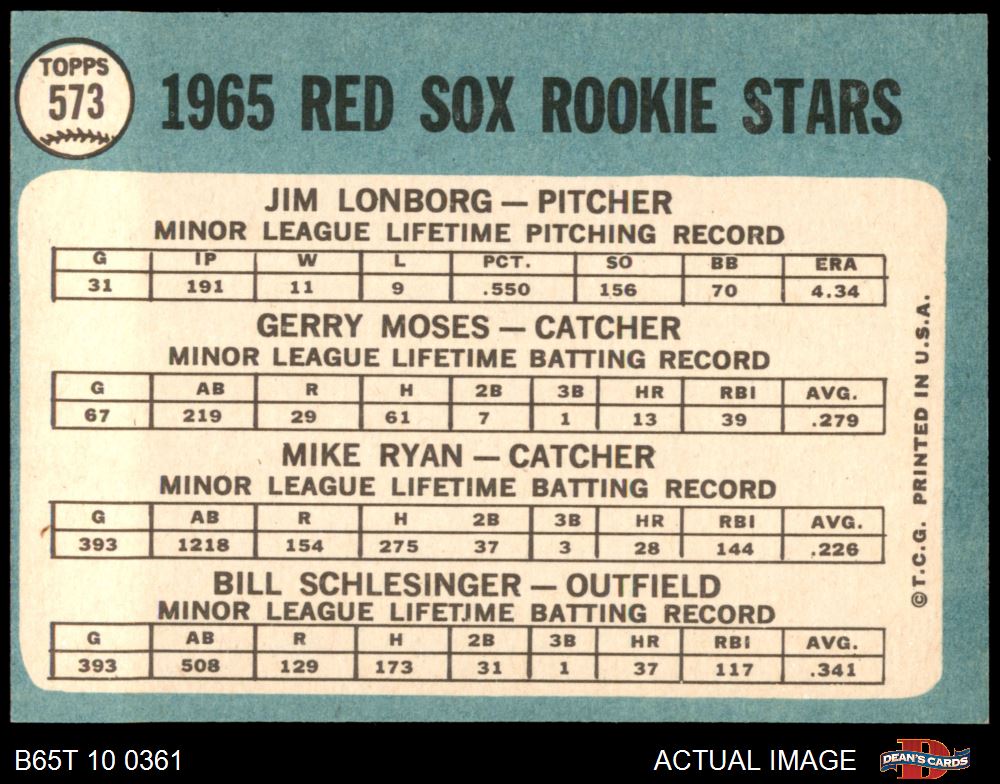 TOPPS
573
1965 RED SOX ROOKIE STARS
JIM LONBORG — PITCHER
MINOR LEAGUE LIFETIME PITCHING RECORD
G IP W L PCT. SO BB ERA
31 191 11 9 .550 156 70 4.34
GERRY MOSES — CATCHER
MINOR LEAGUE LIFETIME BATTING RECORD
G AB R H 2B 3B HR RBI AVG.
67 219 29 61 7 1 13 39 .279
MIKE RYAN — CATCHER
MINOR LEAGUE LIFETIME BATTING RECORD
G AB R H 2B 3B HR RBI AVG.
393 1218 154 275 37 3 28 144 .226
BILL SCHLESINGER — OUTFIELD
MINOR LEAGUE LIFETIME BATTING RECORD
G AB R H 2B 3B HR RBI AVG.
393 508 129 173 31 1 37 117 .341
© T.C.G. PRINTED IN U.S.A.
B65T 10 0361
ACTUAL IMAGE
D
DEAN'S CARDS